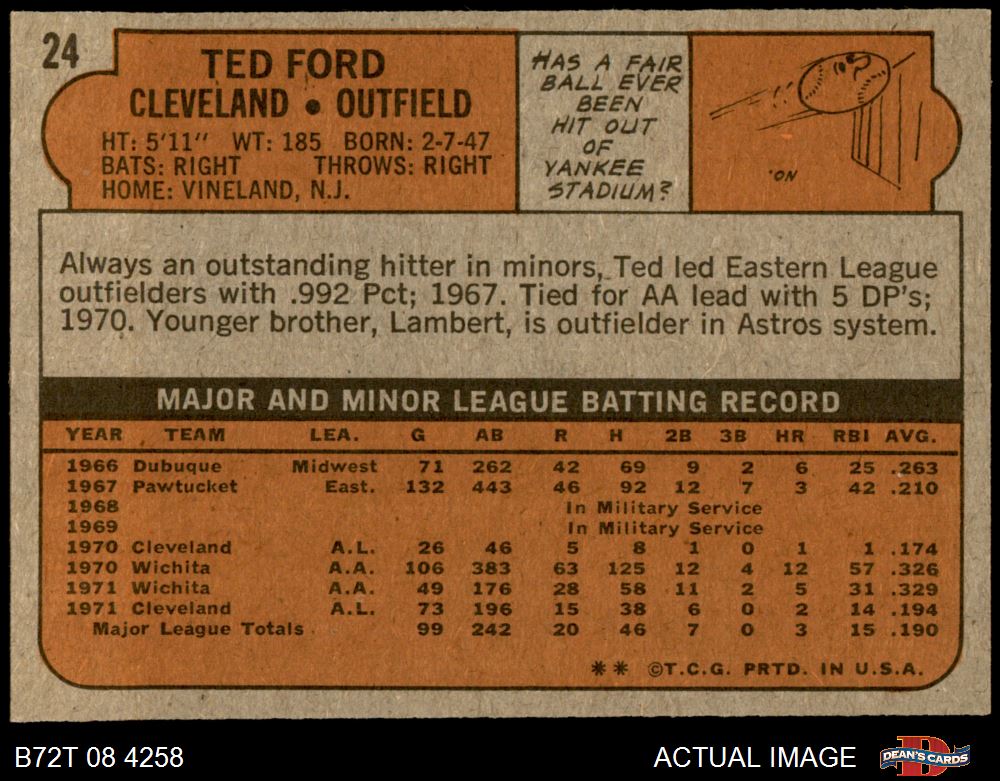 24
TED FORD
CLEVELAND • OUTFIELD
HT: 5'11" WT: 185 BORN: 2-7-47
BATS: RIGHT THROWS: RIGHT
HOME: VINELAND, N.J.
HAS A FAIR
BALL EVER
BEEN
HIT OUT
OF
YANKEE
STADIUM?
'ON
Always an outstanding hitter in minors, Ted led Eastern League
outfielders with .992 Pct; 1967. Tied for AA lead with 5 DP's;
1970. Younger brother, Lambert, is outfielder in Astros system.
MAJOR AND MINOR LEAGUE BATTING RECORD
YEAR TEAM LEA. G AB R H 2B 3B HR RBI AVG.
1966 Dubuque Midwest 71 262 42 69 9 2 6 25 .263
1967 Pawtucket East. 132 443 46 92 12 7 3 42 .210
1968 In Military Service
1969 In Military Service
1970 Cleveland A.L. 26 46 5 8 1 0 1 1 .174
1970 Wichita A.A. 106 383 63 125 12 4 12 57 .326
1971 Wichita A.A. 49 176 28 58 11 2 5 31 .329
1971 Cleveland A.L. 73 196 15 38 6 0 2 14 .194
Major League Totals 99 242 20 46 7 0 3 15 .190
** ©T.C.G. PRTD. IN U.S.A.
B72T 08 4258
ACTUAL IMAGE
DEAN'S CARDS